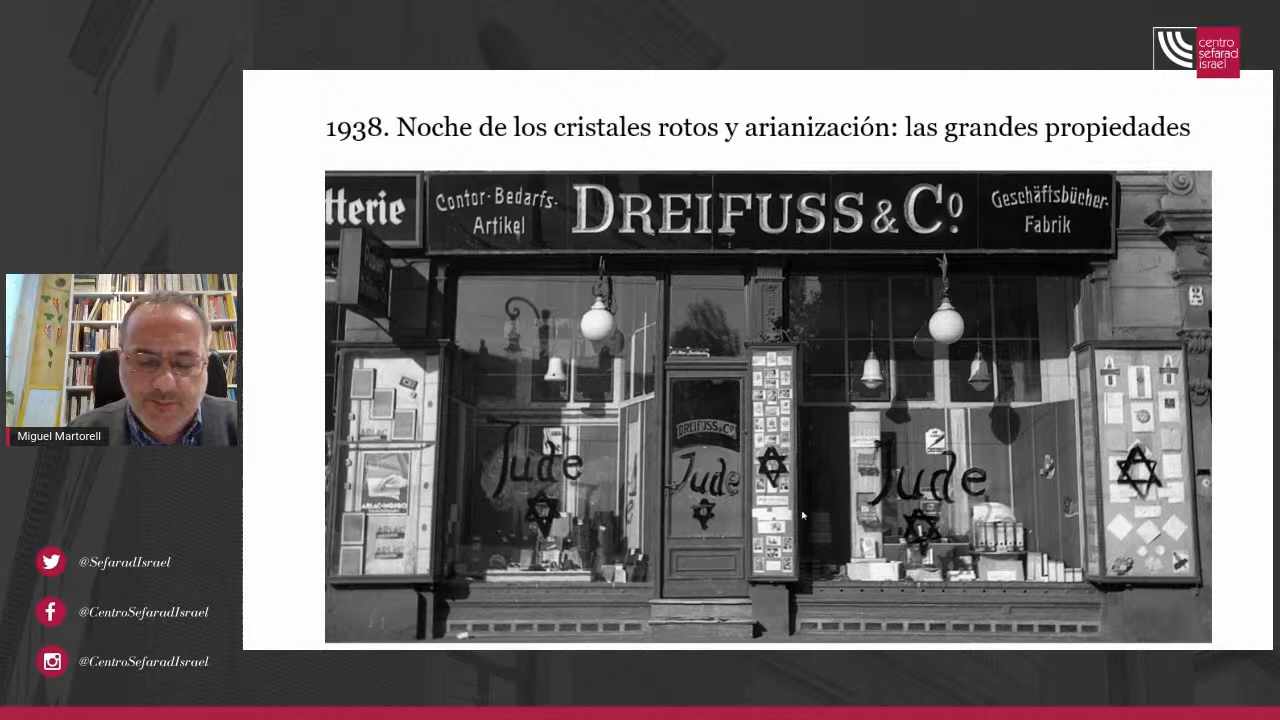 centro
sefarad
israel
1938. Noche de los cristales rotos y arianización: las grandes propiedades
tterie
Contor-Bedarfs-
Artikel
DREIFUSS & Co
Geschäftsbücher-
Fabrik
2
DREIFUSS & Co
Jude
Jude
Jude
Miguel Martorell
@SefaradIsrael
@CentroSefaradIsrael
@CentroSefaradIsrael